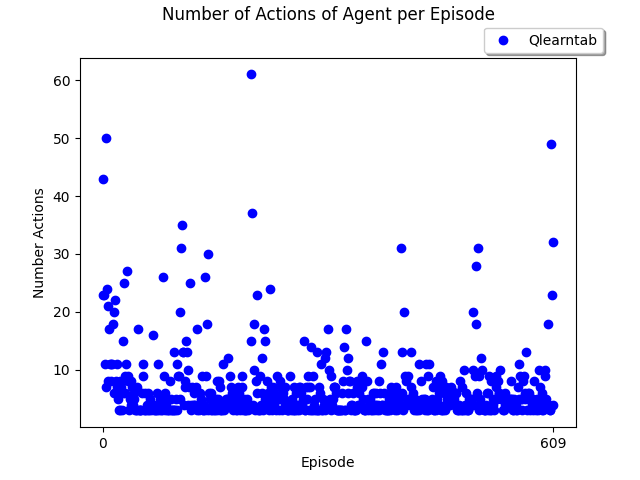 Number of Actions of Agent per Episode
Qlearntab
60
50
40
30
20
10
Number Actions
0 609
Episode